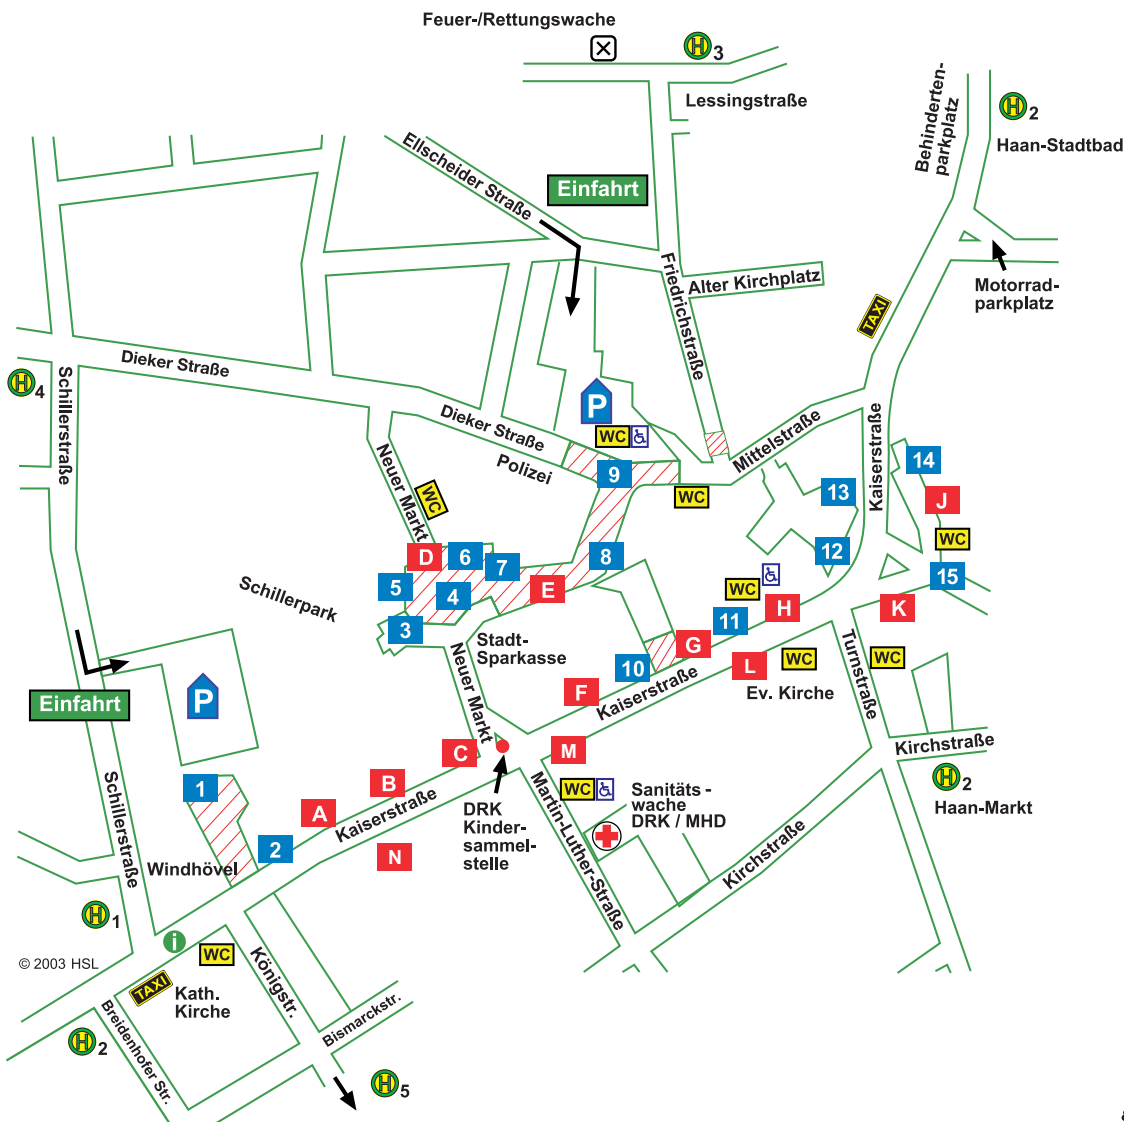 Feuer-/Rettungswache
H 3
Lessingstraße
Behinderten-
parkplatz
H 2
Haan-Stadtbad
Ellscheider Straße
Einfahrt
Friedrichstraße
Alter Kirchplatz
Motorrad-
parkplatz
TAXI
Dieker Straße
H 4
Schillerstraße
P
WC
Dieker Straße
Polizei
Mittelstraße
Kaiserstraße
Neuer Markt
WC
WC
9
14
13
J
WC
D
6
7
8
12
15
5
4
E
Schillerpark
3
Stadt-
Sparkasse
WC
H
K
11
G
10
L
WC
WC
Ev. Kirche
Turnstraße
Neuer Markt
F
Kaiserstraße
P
Einfahrt
C
M
Kirchstraße
H 2
Haan-Markt
1
B
A
Kaiserstraße
DRK
Kinder-
sammel-
stelle
Martin-Luther-Straße
WC
Sanitäts -
wache
DRK / MHD
Schillerstraße
2
N
Windhövel
Kirchstraße
H 1
i
WC
© 2003 HSL
TAXI
Kath.
Kirche
Königstr.
Bismarckstr.
Breidenhofer Str.
H 2
H 5